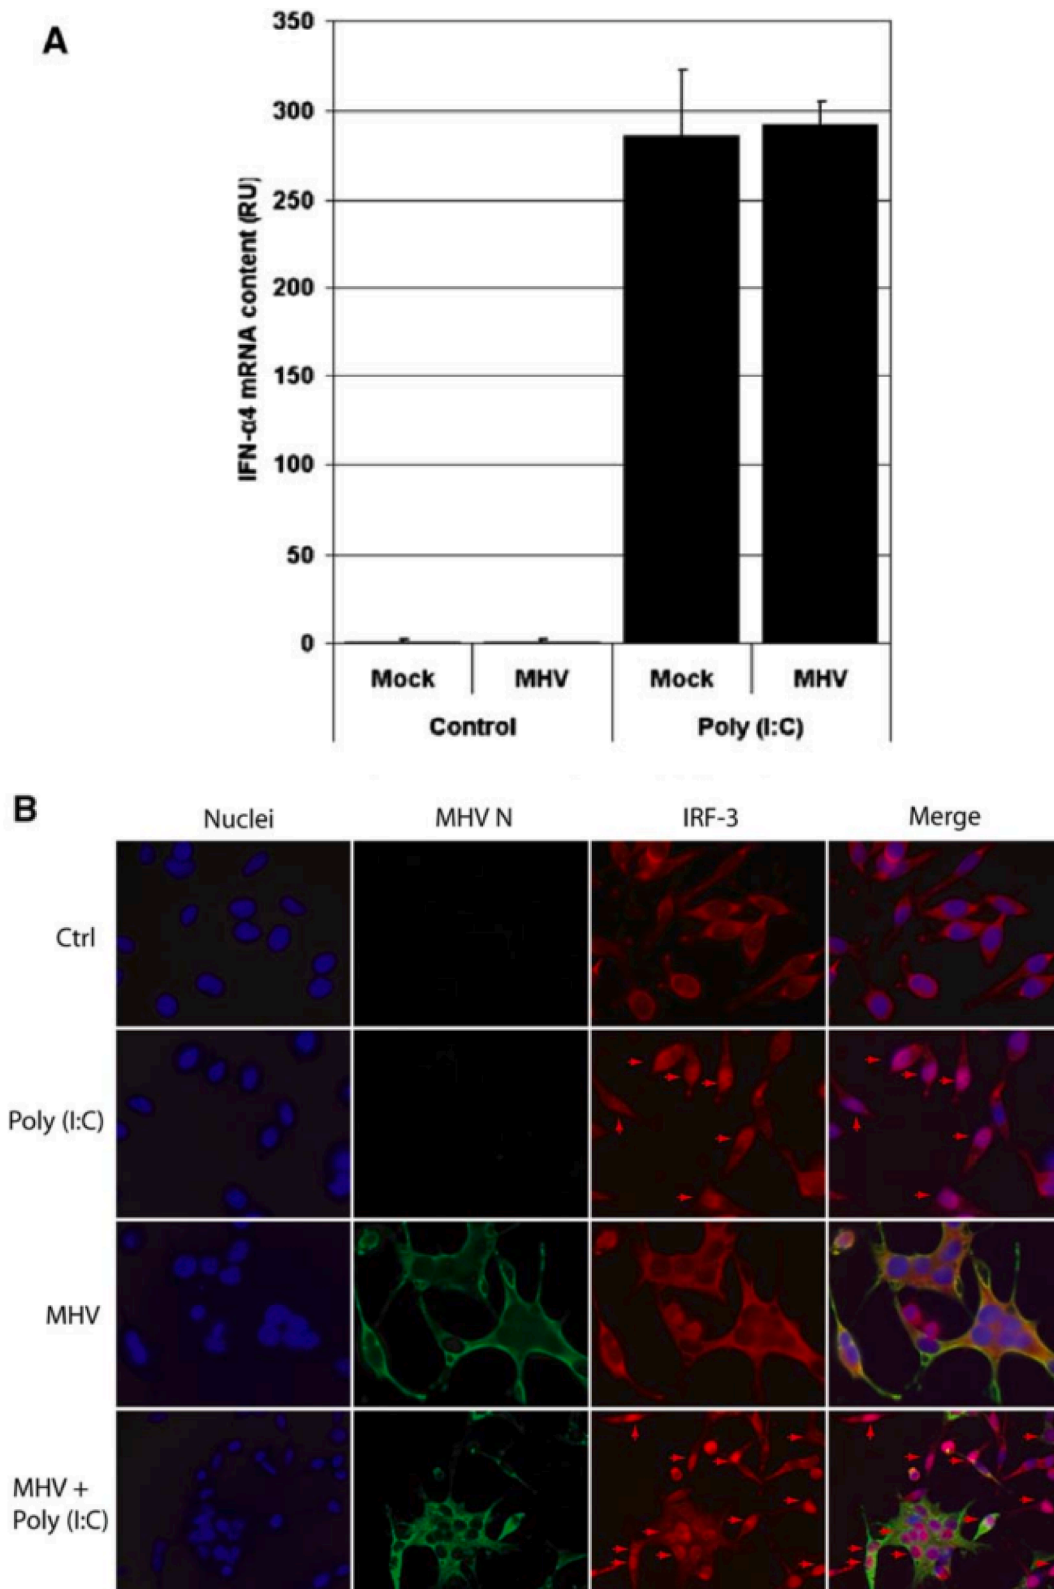 A
IFN-α4 mRNA content (RU)
350
300
250
200
150
100
50
0
Mock MHV Mock MHV
Control Poly (I:C)
B
Nuclei MHV N IRF-3 Merge
Ctrl
Poly (I:C)
MHV
MHV +
Poly (I:C)